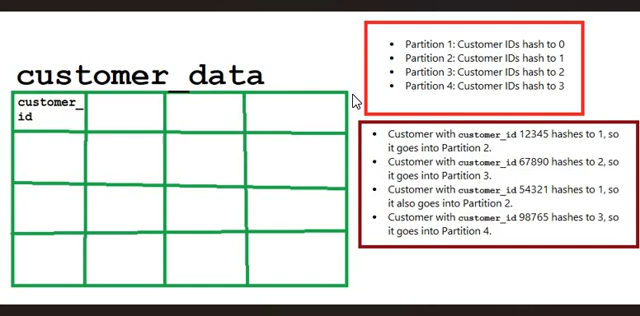 customer_data
customer_
id
• Partition 1: Customer IDs hash to 0
• Partition 2: Customer IDs hash to 1
• Partition 3: Customer IDs hash to 2
• Partition 4: Customer IDs hash to 3
• Customer with customer_id 12345 hashes to 1, so
it goes into Partition 2.
• Customer with customer_id 67890 hashes to 2, so
it goes into Partition 3.
• Customer with customer_id 54321 hashes to 1, so
it also goes into Partition 2.
• Customer with customer_id 98765 hashes to 3, so
it goes into Partition 4.